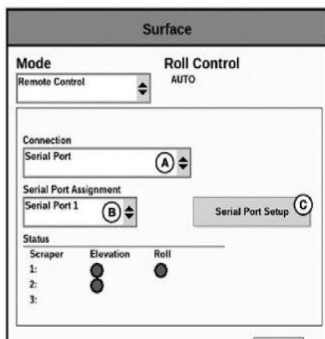 Surface
Mode
Roll Control
Remote Control
AUTO
Connection
Serial Port
A
Serial Port Assignment
Serial Port 1
B
Serial Port Setup
C
Status
Scraper Elevation Roll
1:
2:
3: